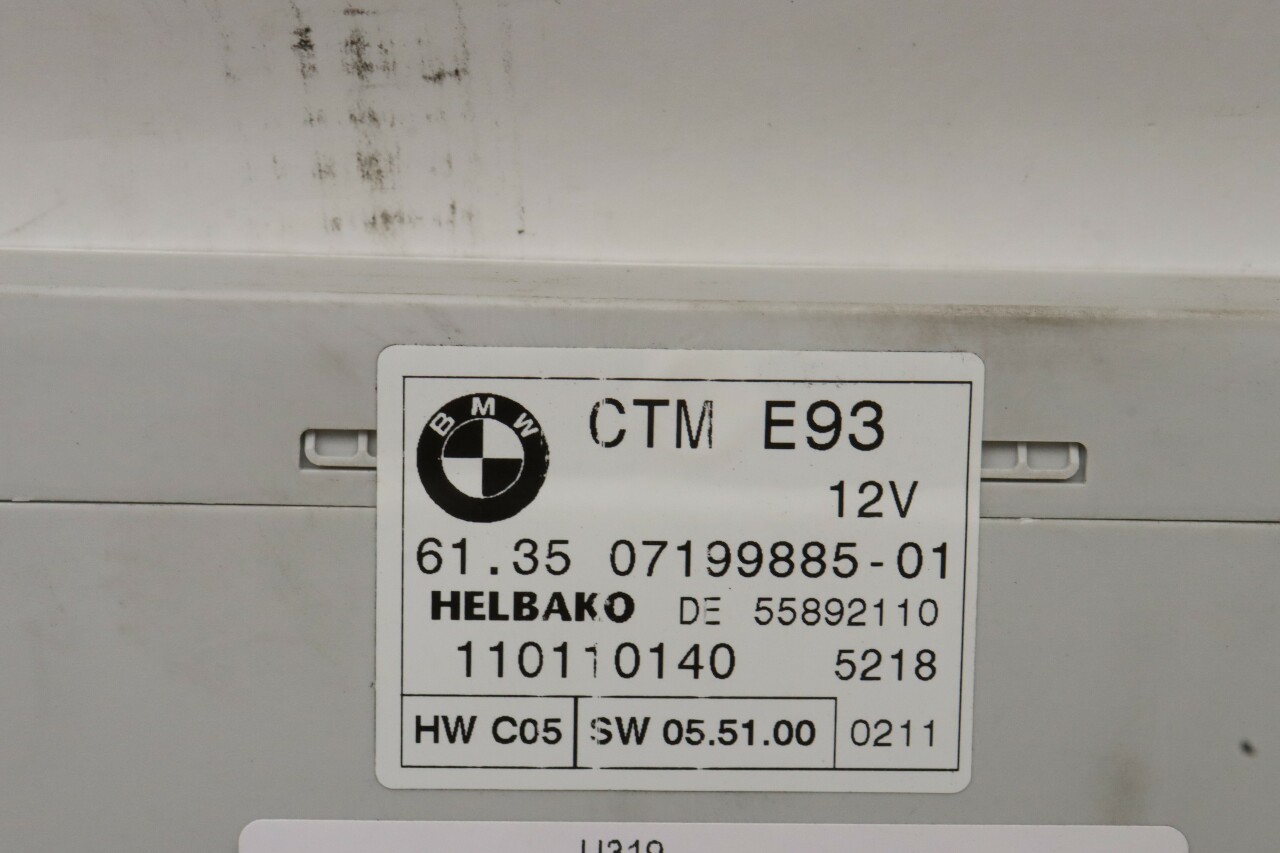 BMW
CTM E93
12V
61.35 07199885-01
HELBAKO DE 55892110
110110140 5218
HW C05 SW 05.51.00 0211